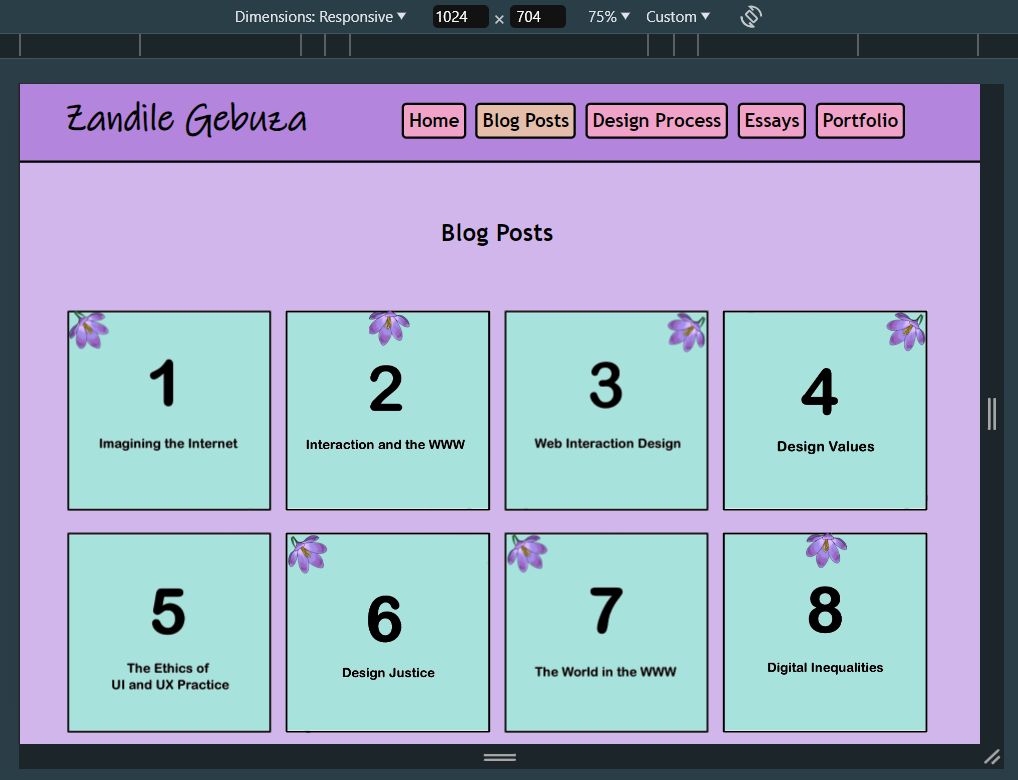 Dimensions: Responsive 1024 × 704 75% Custom
Zandile Gebuza Home Blog Posts Design Process Essays Portfolio
Blog Posts
1 2 3 4
Imagining the Internet Interaction and the WWW Web Interaction Design Design Values
5 6 7 8
The Ethics of
UI and UX Practice Design Justice The World in the WWW Digital Inequalities